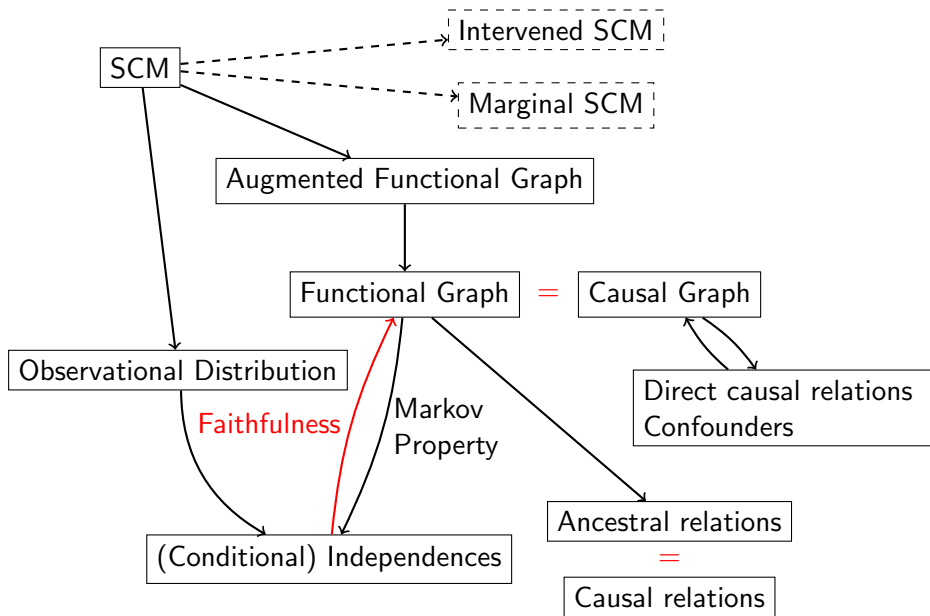 Intervened SCM
SCM
Marginal SCM
Augmented Functional Graph
Functional Graph = Causal Graph
Observational Distribution
Direct causal relations
Confounders
Faithfulness
Markov
Property
Ancestral relations
=
(Conditional) Independences
Causal relations